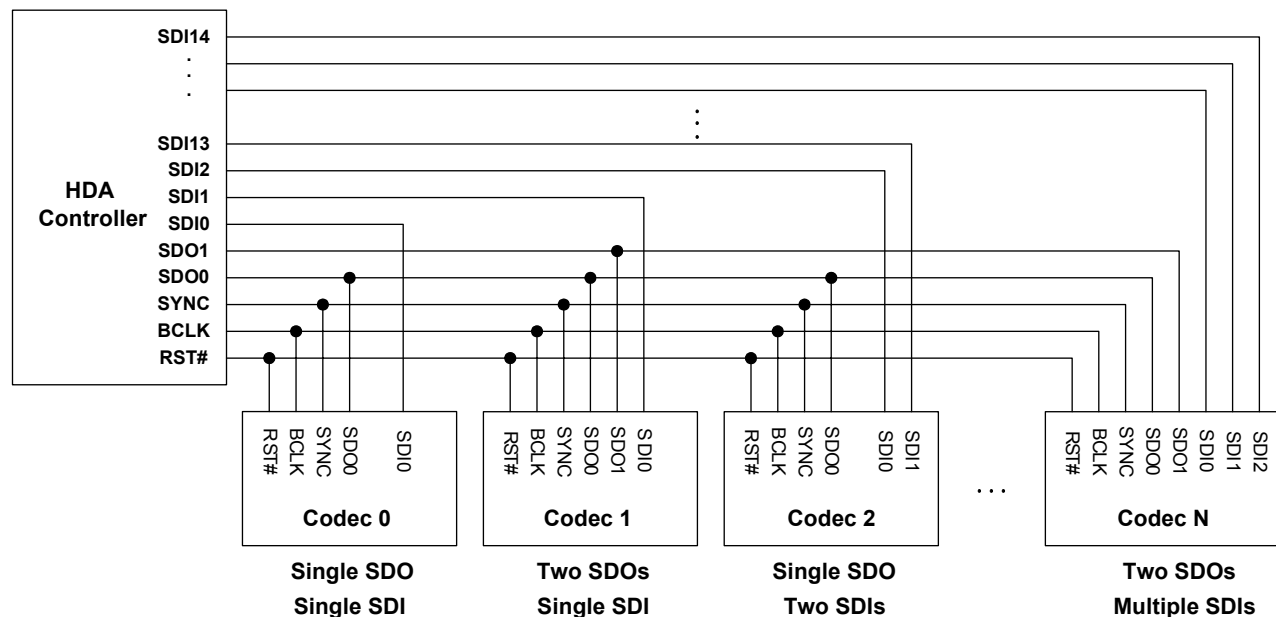 SDI14
.
.
.
SDI13
SDI2
SDI1
SDI0
SDO1
SDO0
SYNC
BCLK
RST#
HDA
Controller
...
RST#
BCLK
SYNC
SDO0
SDI0
Codec 0
Single SDO
Single SDI
RST#
BCLK
SYNC
SDO0
SDO1
SDI0
Codec 1
Two SDOs
Single SDI
RST#
BCLK
SYNC
SDO0
SDI0
SDI1
Codec 2
Single SDO
Two SDIs
...
RST#
BCLK
SYNC
SDO0
SDO1
SDI0
SDI1
SDI2
Codec N
Two SDOs
Multiple SDIs